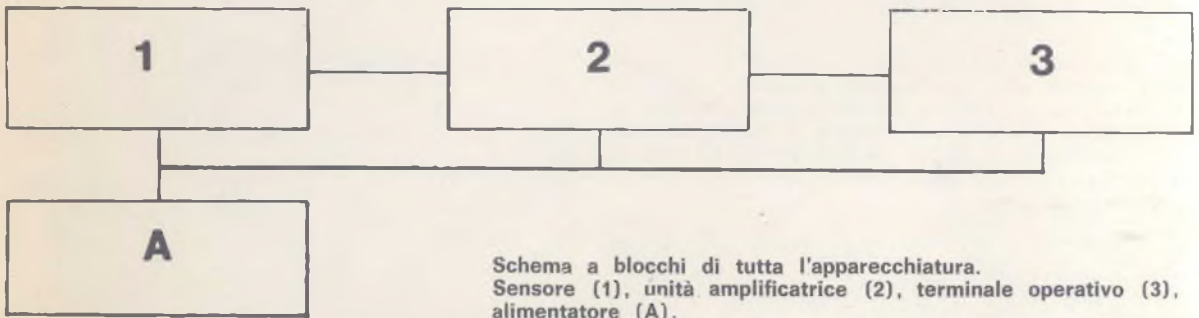 1
2
3
A
Schema a blocchi di tutta l'apparecchiatura.
Sensore (1), unità amplificatrice (2), terminale operativo (3),
alimentatore (A).